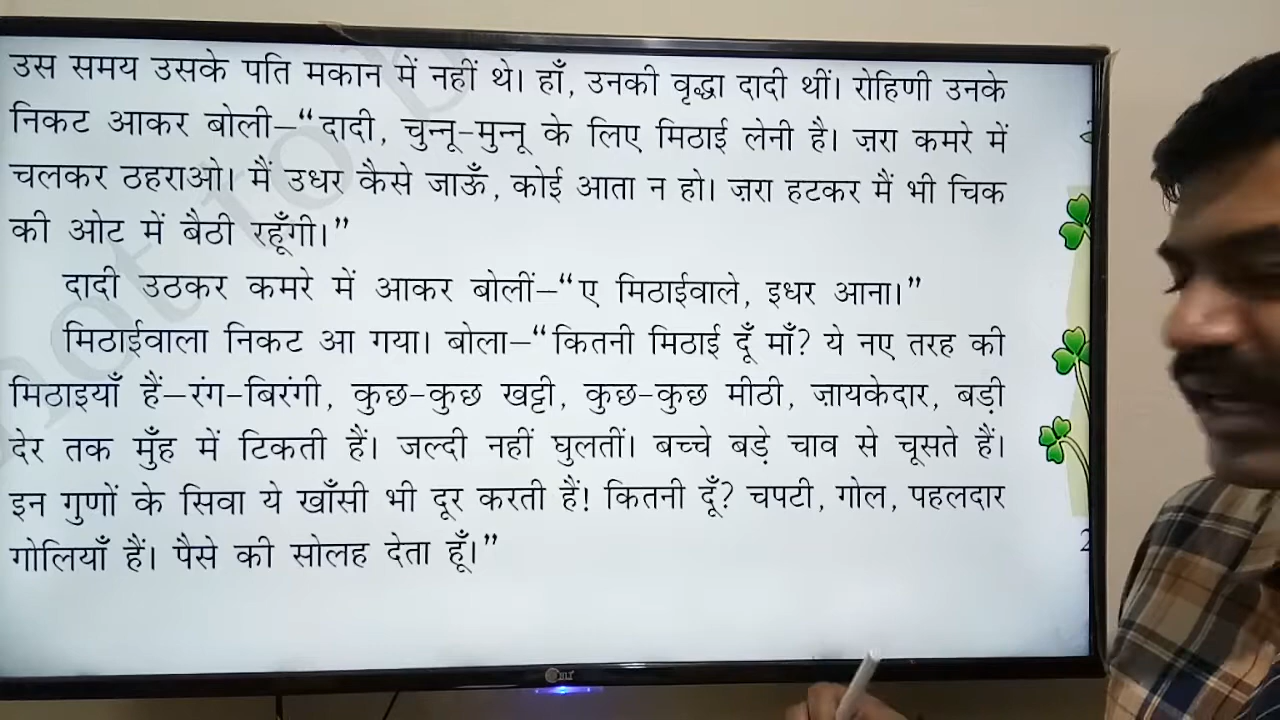 उस समय उसके पति मकान में नहीं थे। हाँ, उनकी वृद्धा दादी थीं। रोहिणी उनके
निकट आकर बोली–“दादी, चुन्नू-मुन्नू के लिए मिठाई लेनी है। ज़रा कमरे में
चलकर ठहराओ। मैं उधर कैसे जाऊँ, कोई आता न हो। ज़रा हटकर मैं भी चिक
की ओट में बैठी रहूँगी।”
दादी उठकर कमरे में आकर बोलीं–“ए मिठाईवाले, इधर आना।”
मिठाईवाला निकट आ गया। बोला–“कितनी मिठाई दूँ माँ? ये नए तरह की
मिठाइयाँ हैं–रंग-बिरंगी, कुछ-कुछ खट्टी, कुछ-कुछ मीठी, ज़ायकेदार, बड़ी
देर तक मुँह में टिकती हैं। जल्दी नहीं घुलतीं। बच्चे बड़े चाव से चूसते हैं।
इन गुणों के सिवा ये खाँसी भी दूर करती हैं! कितनी दूँ? चपटी, गोल, पहलदार
गोलियाँ हैं। पैसे की सोलह देता हूँ।”